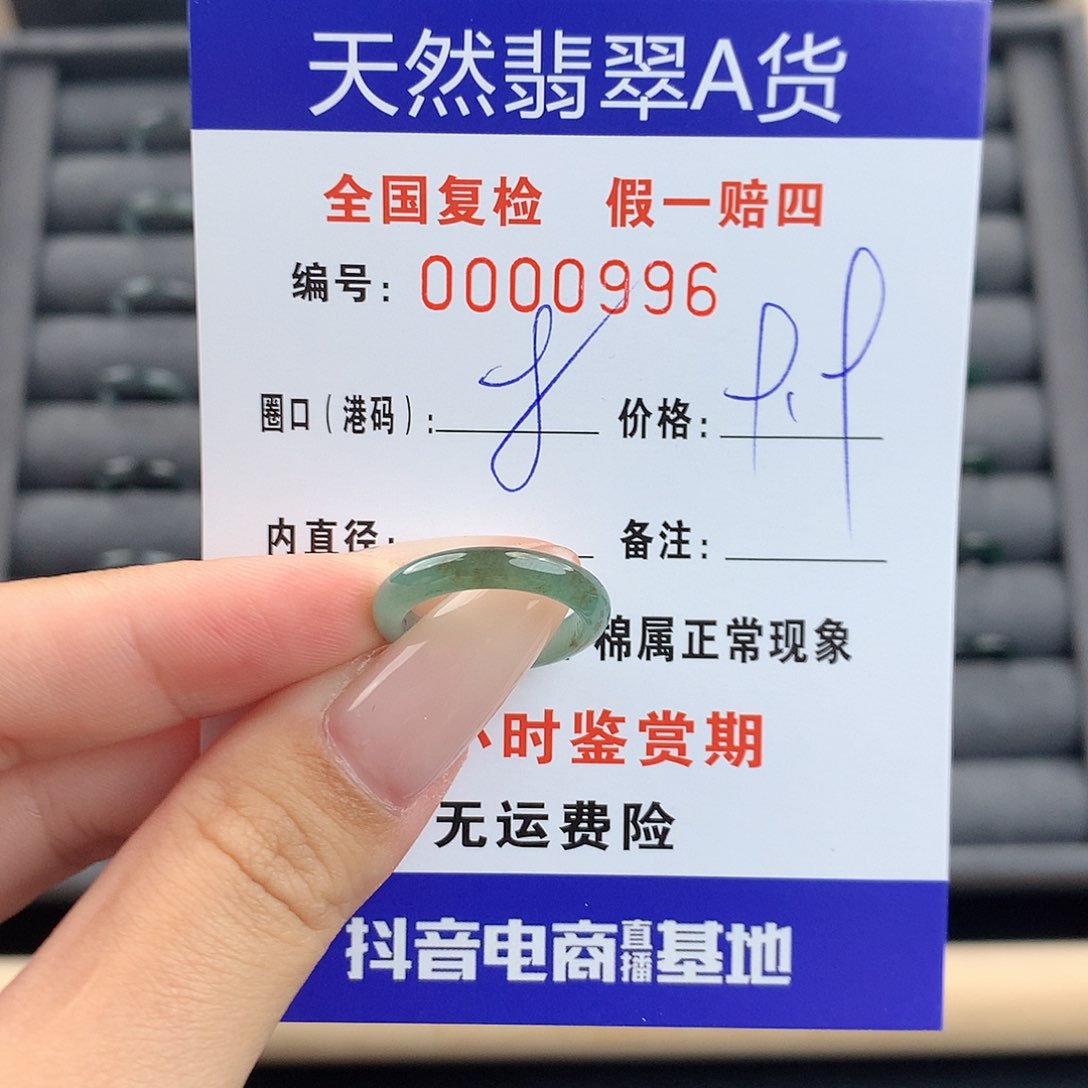 天然翡翠A货
全国复检 假一赔四
编号: 0000996
圈口（港码）: 价格:
内直径: 备注:
棉属正常现象
小时鉴赏期
无运费险
抖音电商直播基地